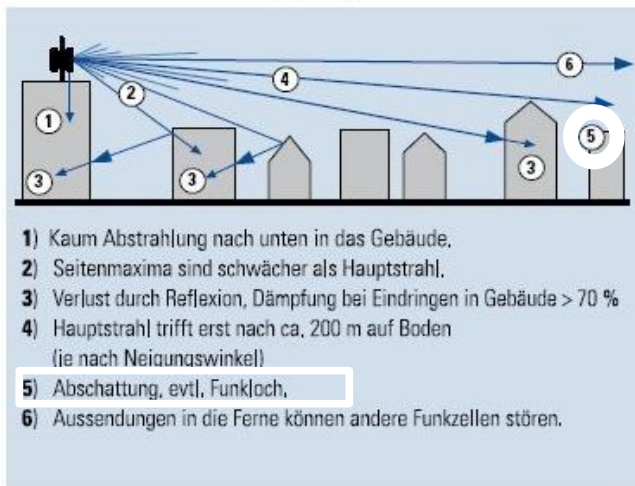 6
4
2
1
5
3
3
3
1) Kaum Abstrahlung nach unten in das Gebäude,
2) Seitenmaxima sind schwächer als Hauptstrahl,
3) Verlust durch Reflexion, Dämpfung bei Eindringen in Gebäude > 70 %
4) Hauptstrahl trifft erst nach ca, 200 m auf Boden
(je nach Neigungswinkel)
5) Abschattung, evtl, Funkloch,
6) Aussendungen in die Ferne können andere Funkzellen stören.